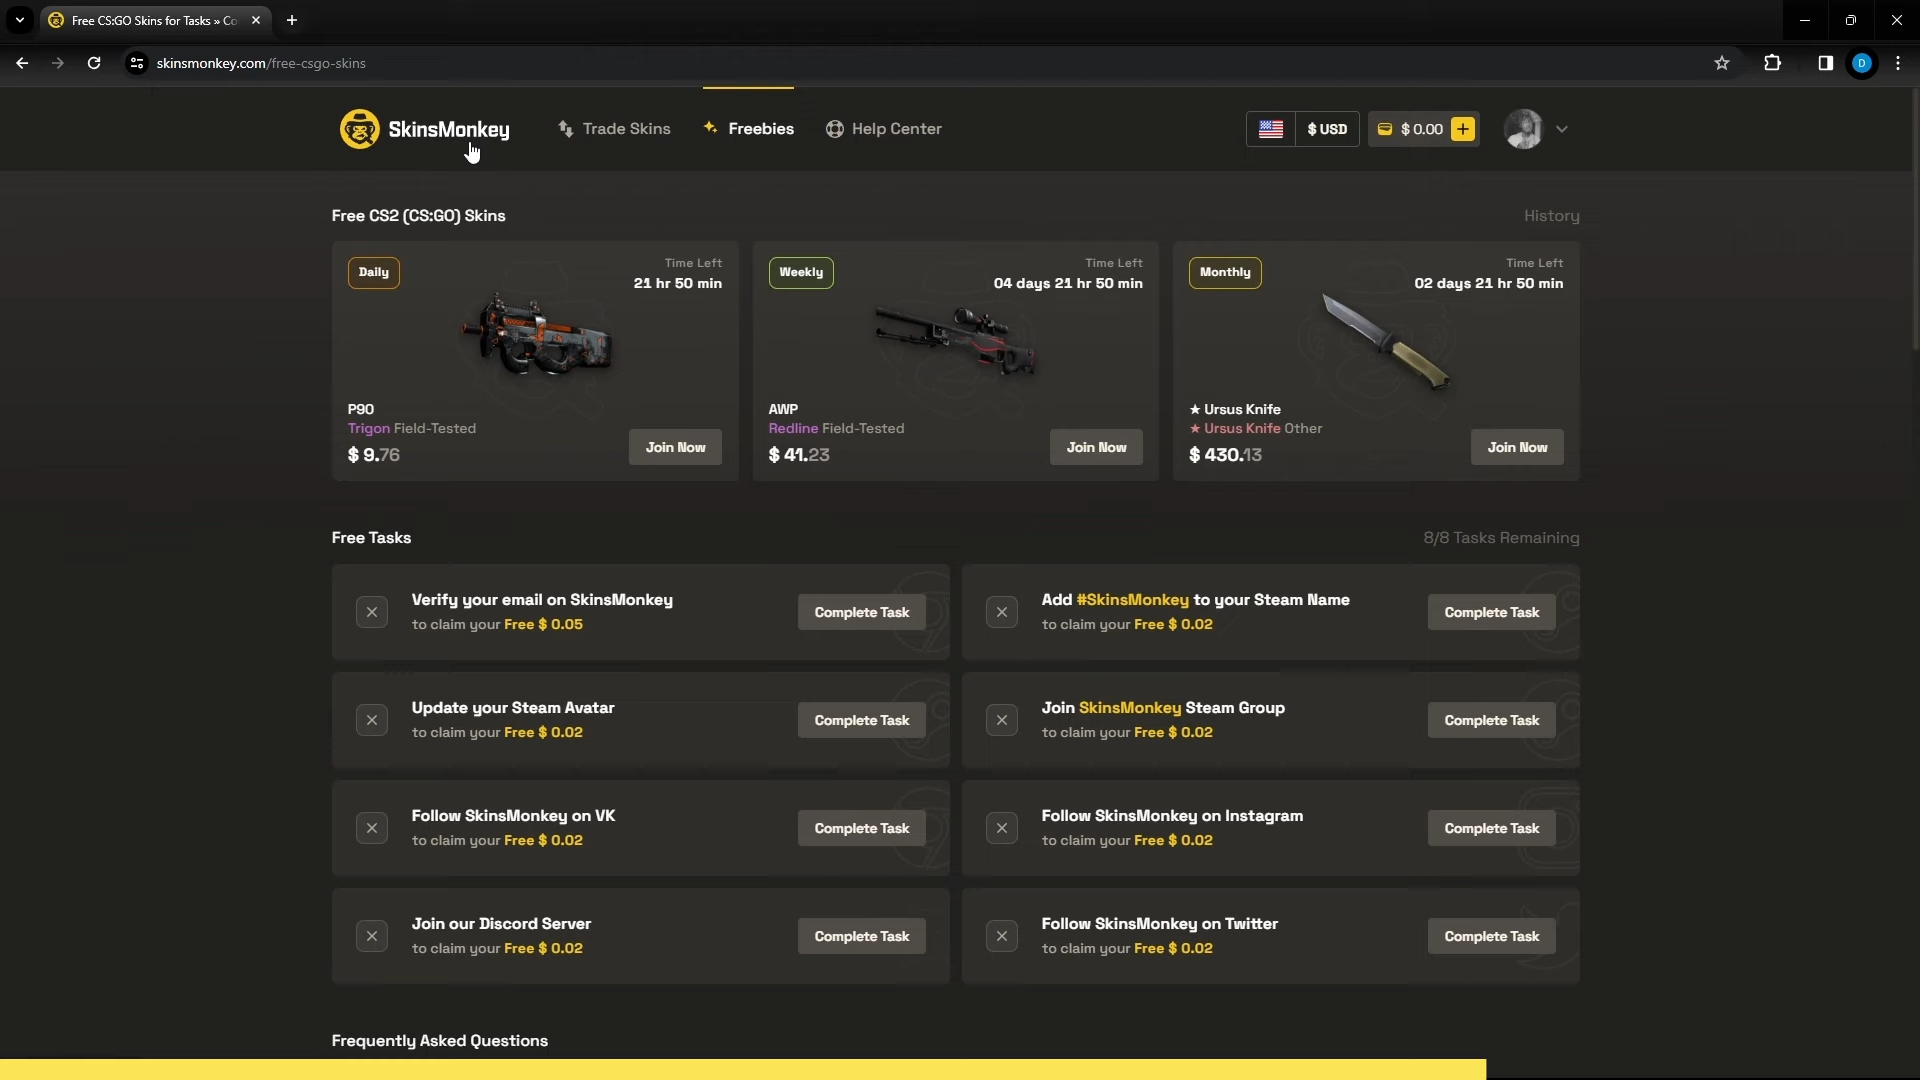 Free CS:GO Skins for Tasks » Co
skinsmonkey.com/free-csgo-skins
D
SkinsMonkey
Trade Skins
Freebies
Help Center
$ USD
$ 0.00
Free CS2 (CS:GO) Skins
History
Daily
Time Left
21 hr 50 min
P90
Trigon Field-Tested
$ 9.76
Join Now
Weekly
Time Left
04 days 21 hr 50 min
AWP
Redline Field-Tested
$ 41.23
Join Now
Monthly
Time Left
02 days 21 hr 50 min
★ Ursus Knife
★ Ursus Knife Other
$ 430.13
Join Now
Free Tasks
8/8 Tasks Remaining
Verify your email on SkinsMonkey
to claim your Free $ 0.05
Complete Task
Add #SkinsMonkey to your Steam Name
to claim your Free $ 0.02
Complete Task
Update your Steam Avatar
to claim your Free $ 0.02
Complete Task
Join SkinsMonkey Steam Group
to claim your Free $ 0.02
Complete Task
Follow SkinsMonkey on VK
to claim your Free $ 0.02
Complete Task
Follow SkinsMonkey on Instagram
to claim your Free $ 0.02
Complete Task
Join our Discord Server
to claim your Free $ 0.02
Complete Task
Follow SkinsMonkey on Twitter
to claim your Free $ 0.02
Complete Task
Frequently Asked Questions